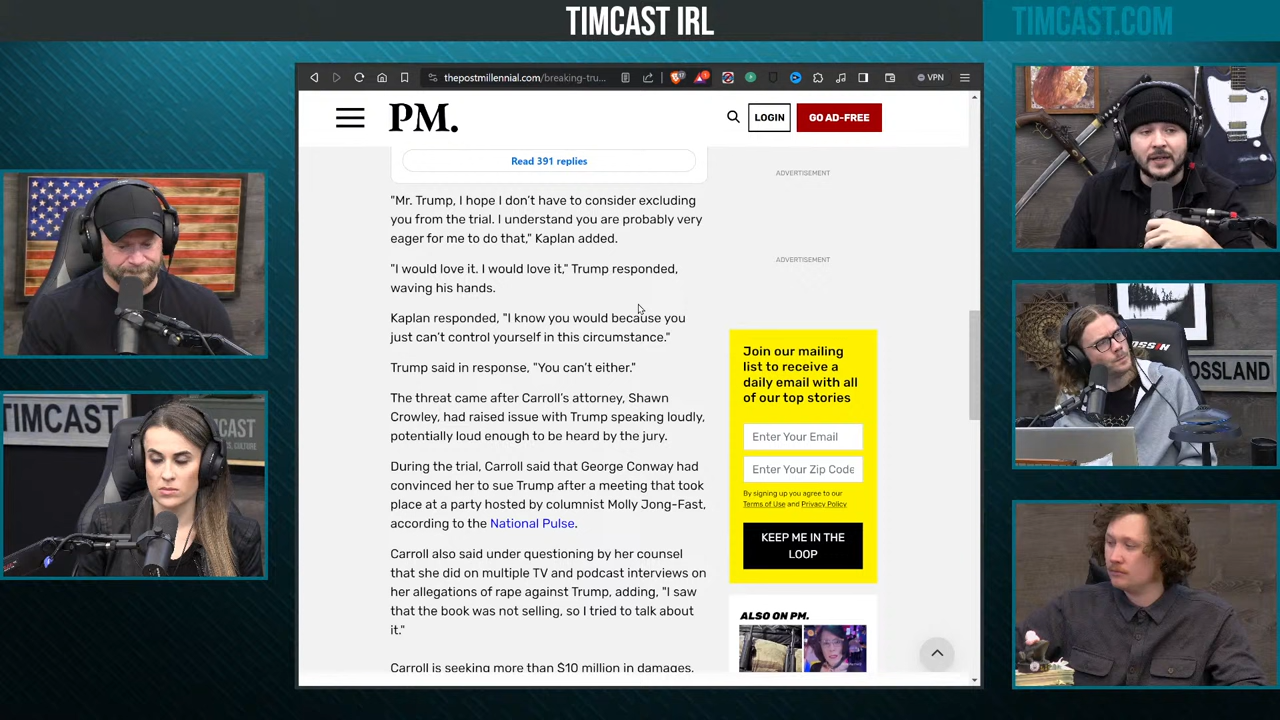 TIMCAST IRL
TIMCAST.COM
thepostmillennial.com/breaking-tru...
VPN
PM.
LOGIN
GO AD-FREE
Read 391 replies
"Mr. Trump, I hope I don't have to consider excluding
you from the trial. I understand you are probably very
eager for me to do that," Kaplan added.
"I would love it. I would love it," Trump responded,
waving his hands.
Kaplan responded, "I know you would because you
just can't control yourself in this circumstance."
Trump said in response, "You can't either."
The threat came after Carroll's attorney, Shawn
Crowley, had raised issue with Trump speaking loudly,
potentially loud enough to be heard by the jury.
During the trial, Carroll said that George Conway had
convinced her to sue Trump after a meeting that took
place at a party hosted by columnist Molly Jong-Fast,
according to the National Pulse.
Carroll also said under questioning by her counsel
that she did on multiple TV and podcast interviews on
her allegations of rape against Trump, adding, "I saw
that the book was not selling, so I tried to talk about
it."
Carroll is seeking more than $10 million in damages.
ADVERTISEMENT
ADVERTISEMENT
Join our mailing
list to receive a
daily email with all
of our top stories
Enter Your Email
Enter Your Zip Code
By signing up you agree to our
Terms of Use and Privacy Policy
KEEP ME IN THE
LOOP
ALSO ON PM.
TIMCAST
CAST
OSSIN
OSSLAND